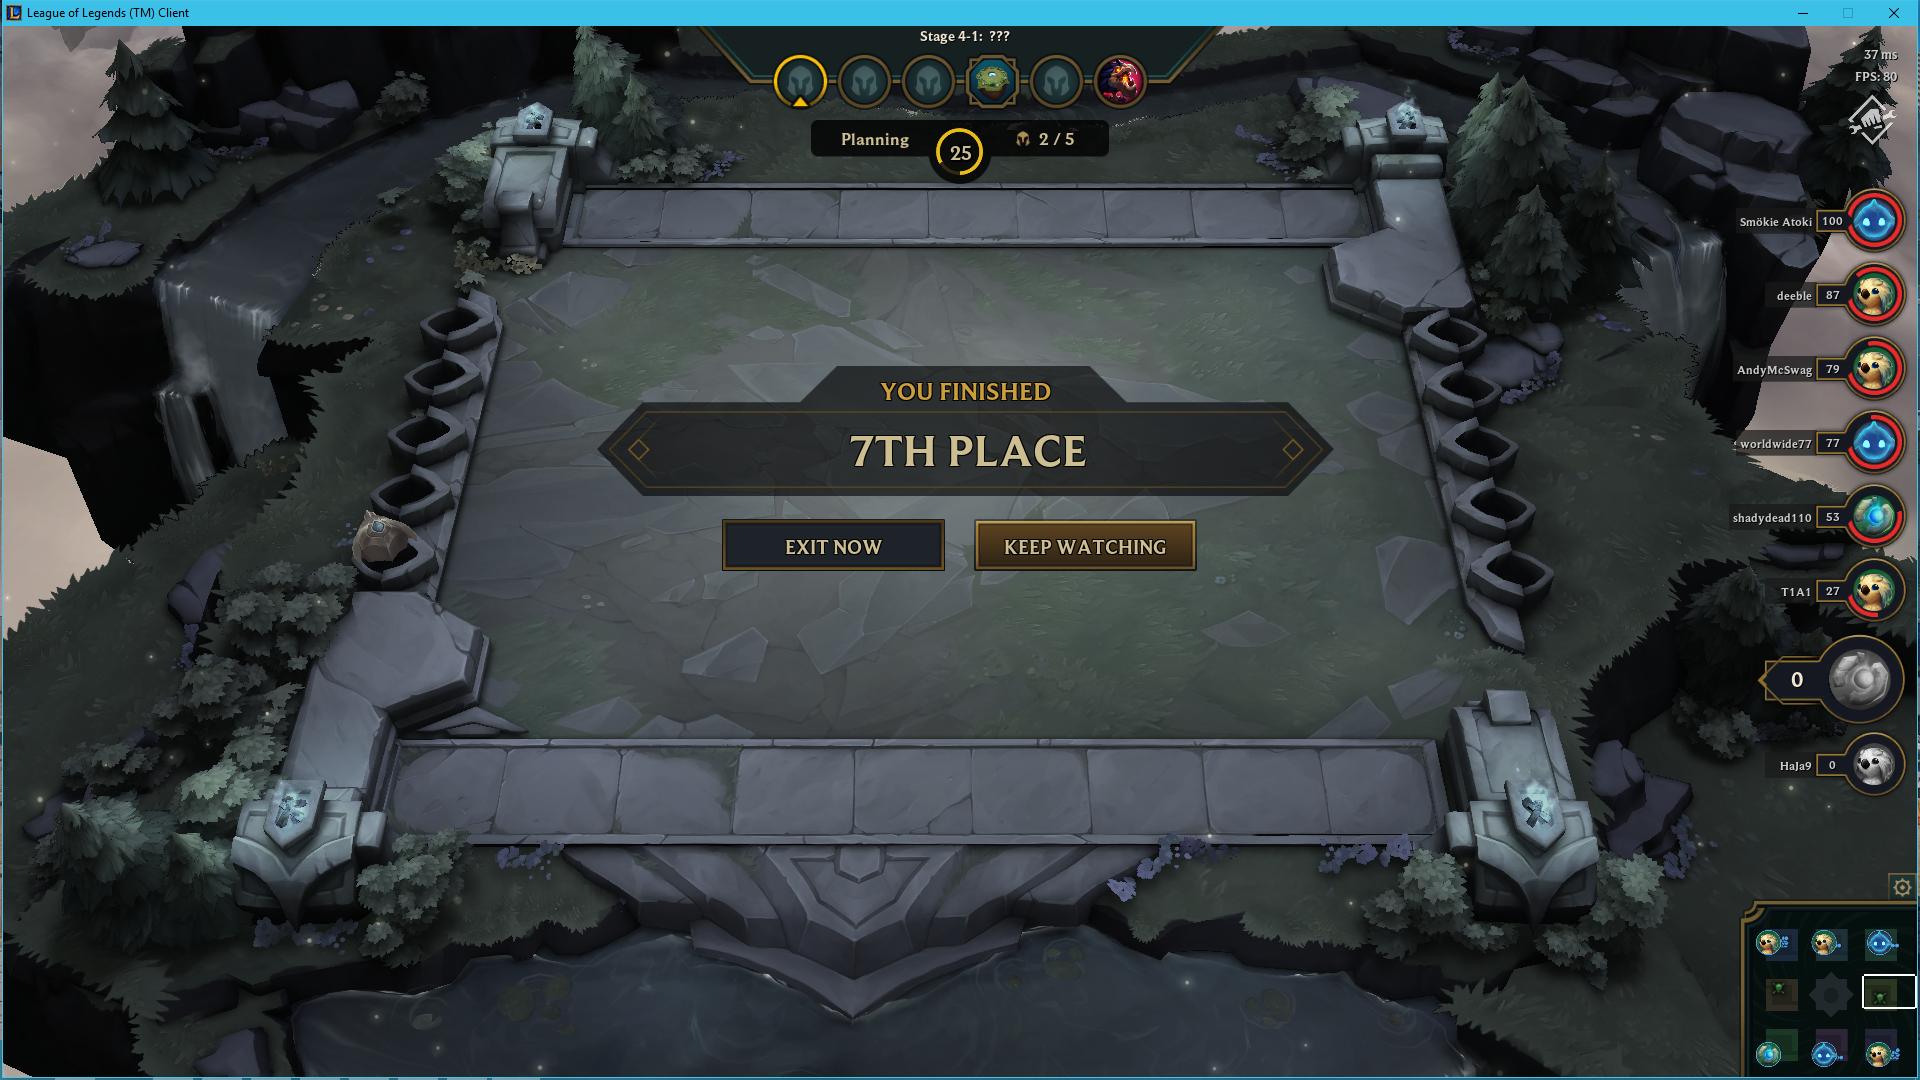 League of Legends (TM) Client
Stage 4-1: ???
37 ms
FPS: 80
Planning
25
2 / 5
Smökie Atoki 100
deeble 87
AndyMcSwag 79
YOU FINISHED
7TH PLACE
worldwide77 77
EXIT NOW
KEEP WATCHING
shadydead110 53
T1A1 27
0
HaJa9 0